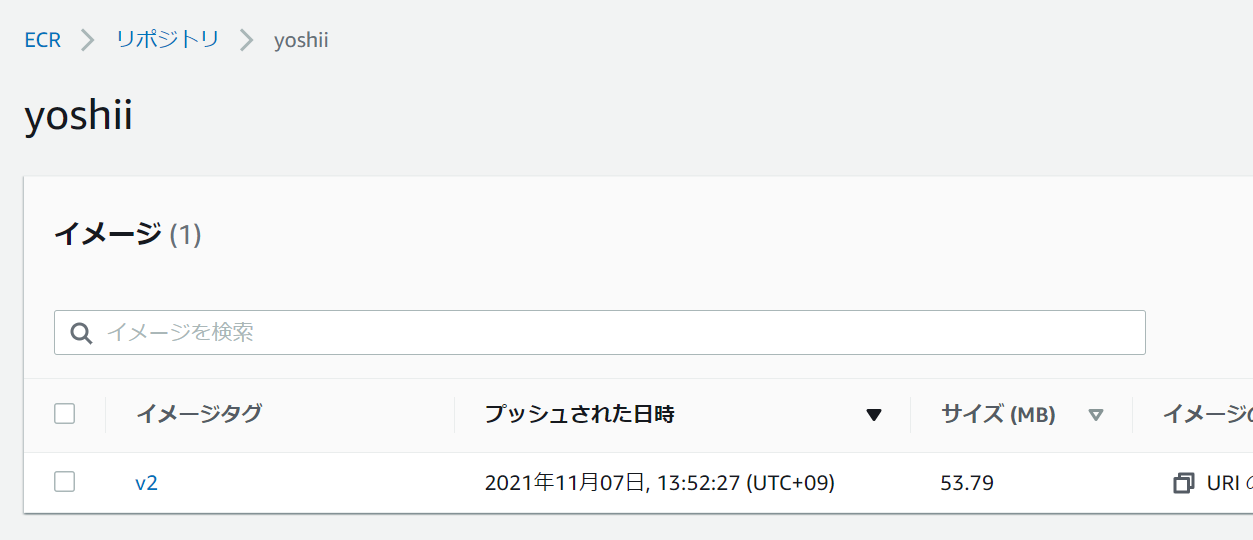 ECR > リポジトリ > yoshii
yoshii
イメージ (1)
イメージを検索
イメージタグ プッシュされた日時 サイズ (MB) イメージ
v2 2021年11月07日, 13:52:27 (UTC+09) 53.79 URI